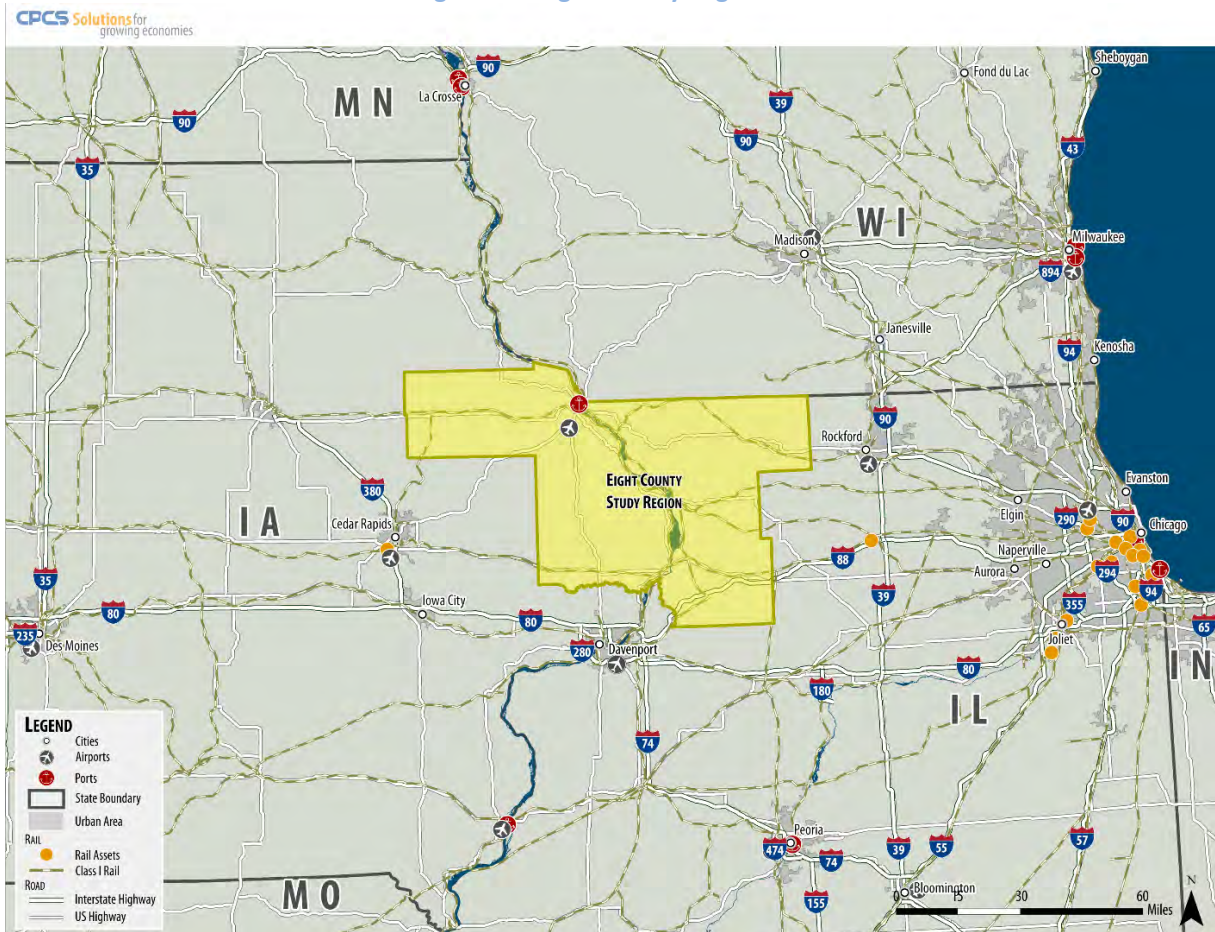 CPCS Solutions for
growing economies
Sheboygan
Fond du Lac
90
La Crosse
MN
39
90
90
43
35
WI
Madison
Milwaukee
894
Janesville
94
Kenosha
90
Rockford
EIGHT COUNTY
STUDY REGION
Evanston
380
Elgin
IA
Cedar Rapids
290
90
Chicago
Naperville
88
Aurora
294
35
39
94
Iowa City
355
80
80
65
235
Des Moines
Joliet
280
Davenport
IN
80
180
IL
LEGEND
Cities
74
Airports
Ports
State Boundary
Urban Area
RAIL
Peoria
57
Rail Assets
474
39
55
Class I Rail
74
ROAD
MO
Bloomington
N
Interstate Highway
155
0 15 30 60
Miles
US Highway